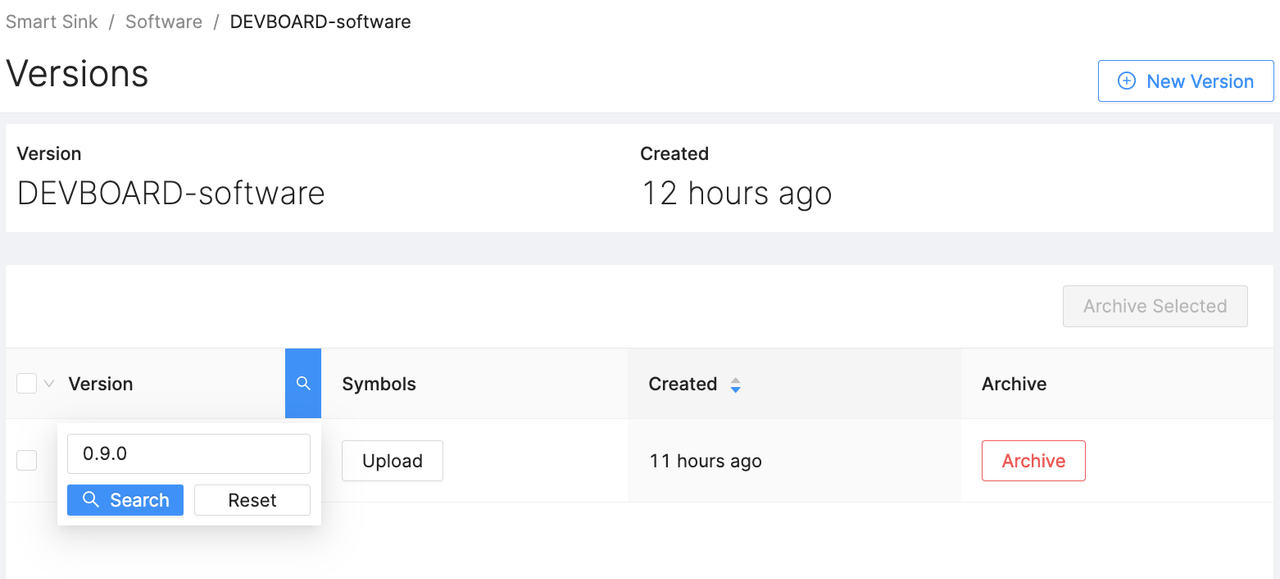 Smart Sink / Software / DEVBOARD-software
Versions
New Version
Version
Created
DEVBOARD-software
12 hours ago
Archive Selected
Version
Symbols
Created
Archive
0.9.0
Upload
11 hours ago
Archive
Search
Reset